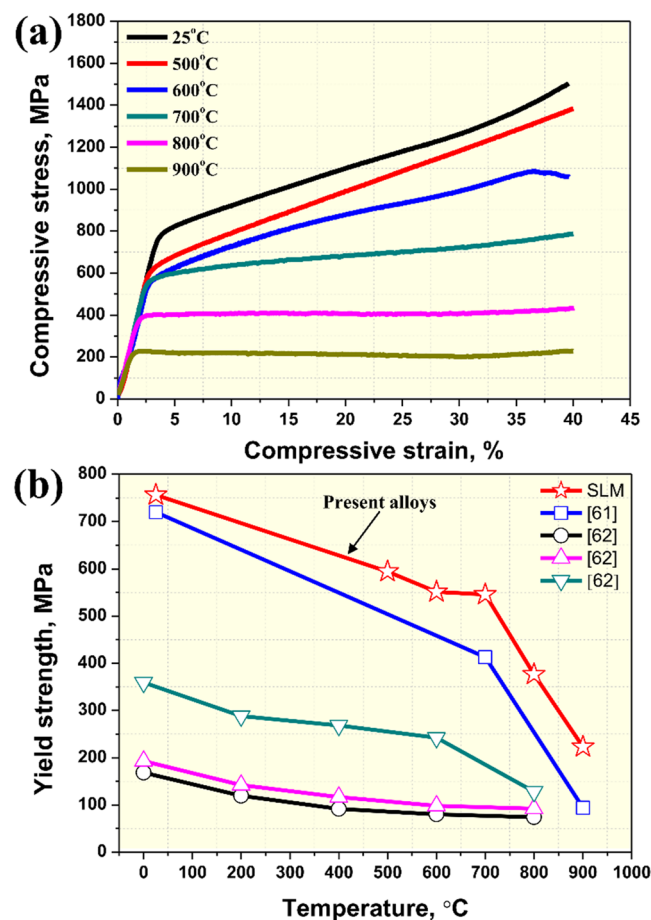 (a)
Compressive stress, MPa
1800
1600
1400
1200
1000
800
600
400
200
0
25°C
500°C
600°C
700°C
800°C
900°C
0 5 10 15 20 25 30 35 40 45
Compressive strain, %
(b)
Yield strength, MPa
800
700
600
500
400
300
200
100
0
Present alloys
SLM
[61]
[62]
[62]
[62]
0 100 200 300 400 500 600 700 800 900 1000
Temperature, °C